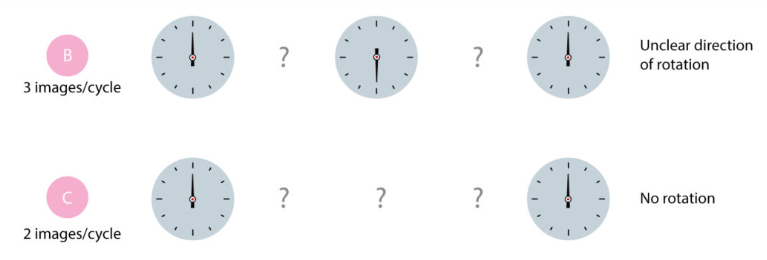 B
3 images/cycle
?
?
Unclear direction
of rotation
C
2 images/cycle
?
?
?
No rotation